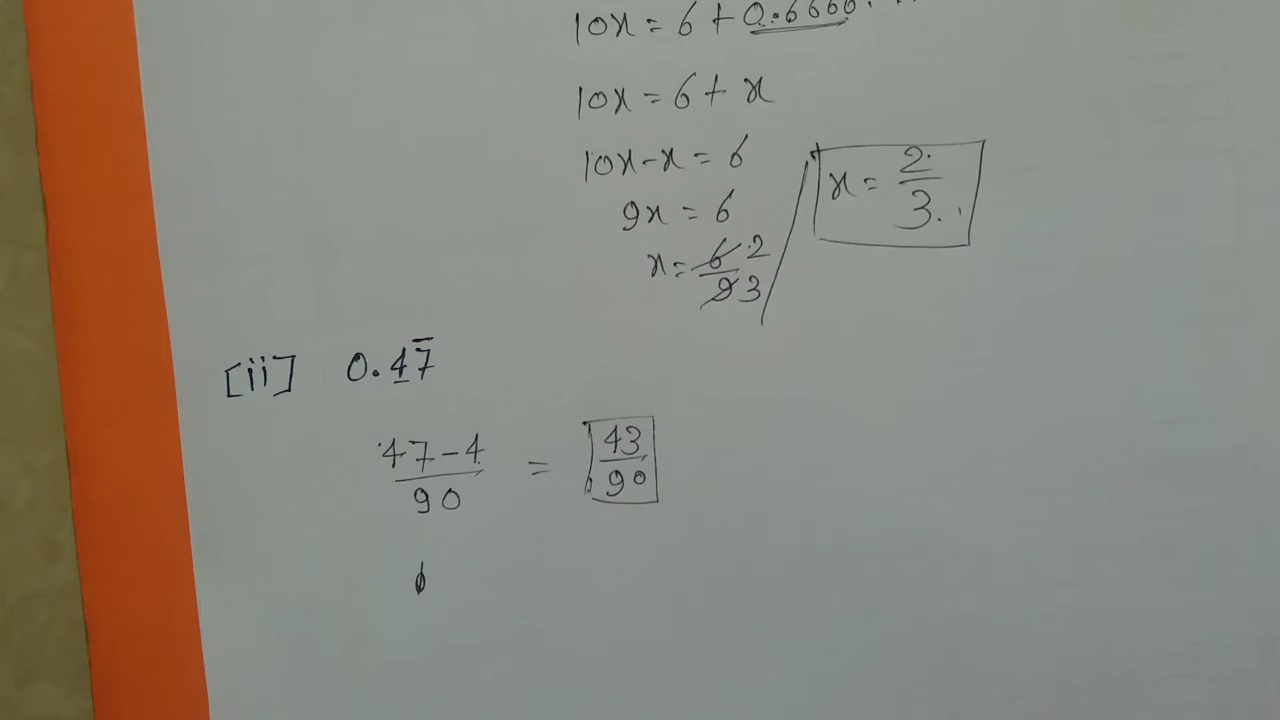 10x = 6 + 0.6666...
10x = 6 + x
10x - x = 6
9x = 6
x = 6/9 2/3
x = 2/3
[ii] 0.47̅
47-4/90 = 43/90